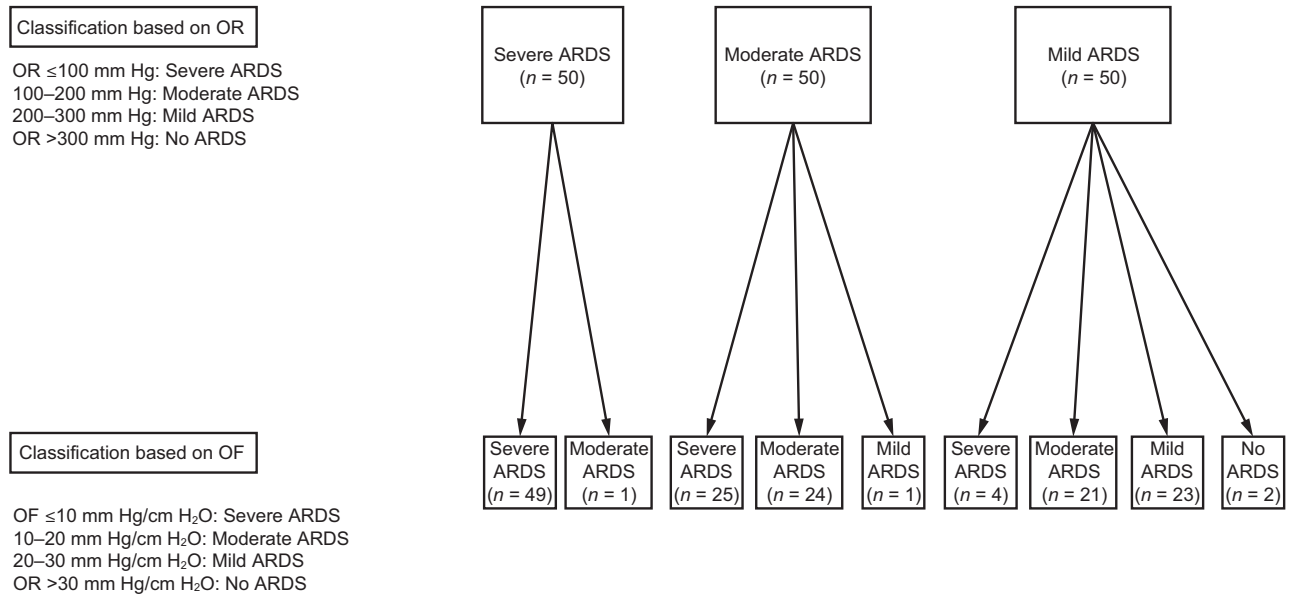 Classification based on OR
OR ≤100 mm Hg: Severe ARDS
100–200 mm Hg: Moderate ARDS
200–300 mm Hg: Mild ARDS
OR >300 mm Hg: No ARDS
Severe ARDS
(n = 50)
Moderate ARDS
(n = 50)
Mild ARDS
(n = 50)
Classification based on OF
OF ≤10 mm Hg/cm H₂O: Severe ARDS
10–20 mm Hg/cm H₂O: Moderate ARDS
20–30 mm Hg/cm H₂O: Mild ARDS
OR >30 mm Hg/cm H₂O: No ARDS
Severe
ARDS
(n = 49)
Moderate
ARDS
(n = 1)
Severe
ARDS
(n = 25)
Moderate
ARDS
(n = 24)
Mild
ARDS
(n = 1)
Severe
ARDS
(n = 4)
Moderate
ARDS
(n = 21)
Mild
ARDS
(n = 23)
No
ARDS
(n = 2)